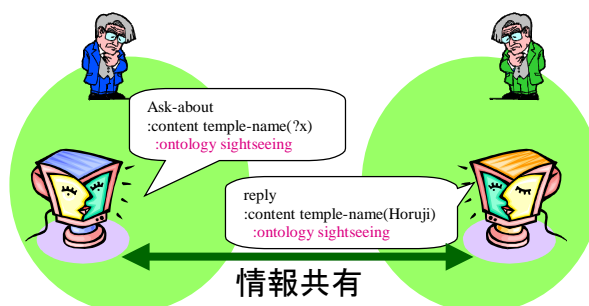 Ask-about
:content temple-name(?x)
:ontology sightseeing
reply
:content temple-name(Horuji)
:ontology sightseeing
情報共有